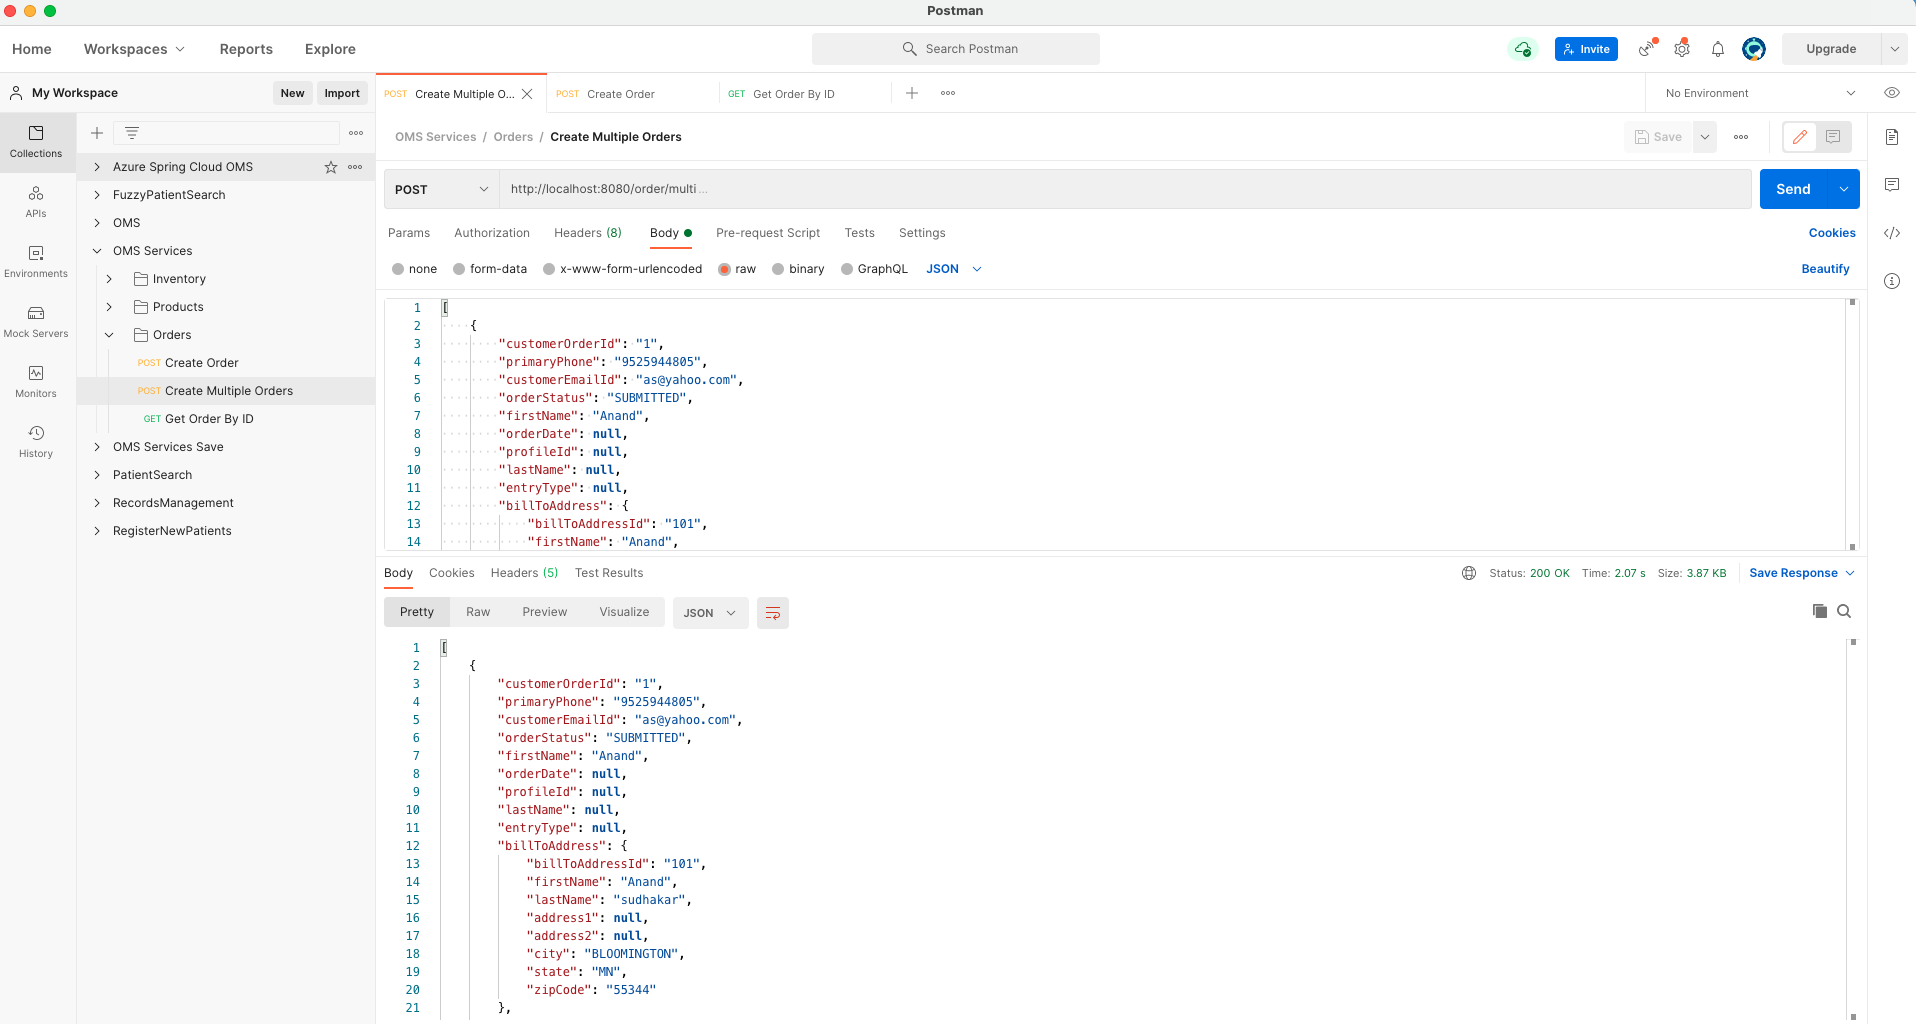 Postman
Home Workspaces Reports Explore Search Postman Invite Upgrade
My Workspace New Import
POST Create Multiple O... POST Create Order GET Get Order By ID No Environment
Collections
APIs
Environments
Mock Servers
Monitors
History
Azure Spring Cloud OMS
FuzzyPatientSearch
OMS
OMS Services
Inventory
Products
Orders
POST Create Order
POST Create Multiple Orders
GET Get Order By ID
OMS Services Save
PatientSearch
RecordsManagement
RegisterNewPatients
OMS Services / Orders / Create Multiple Orders Save
POST http://localhost:8080/order/multi ... Send
Params Authorization Headers (8) Body Pre-request Script Tests Settings Cookies
none form-data x-www-form-urlencoded raw binary GraphQL JSON Beautify
1 [
2 {
3 "customerOrderId": "1",
4 "primaryPhone": "9525944805",
5 "customerEmailId": "as@yahoo.com",
6 "orderStatus": "SUBMITTED",
7 "firstName": "Anand",
8 "orderDate": null,
9 "profileId": null,
10 "lastName": null,
11 "entryType": null,
12 "billToAddress": {
13 "billToAddressId": "101",
14 "firstName": "Anand",
Body Cookies Headers (5) Test Results Status: 200 OK Time: 2.07 s Size: 3.87 KB Save Response
Pretty Raw Preview Visualize JSON
1 [
2 {
3 "customerOrderId": "1",
4 "primaryPhone": "9525944805",
5 "customerEmailId": "as@yahoo.com",
6 "orderStatus": "SUBMITTED",
7 "firstName": "Anand",
8 "orderDate": null,
9 "profileId": null,
10 "lastName": null,
11 "entryType": null,
12 "billToAddress": {
13 "billToAddressId": "101",
14 "firstName": "Anand",
15 "lastName": "sudhakar",
16 "address1": null,
17 "address2": null,
18 "city": "BLOOMINGTON",
19 "state": "MN",
20 "zipCode": "55344"
21 },